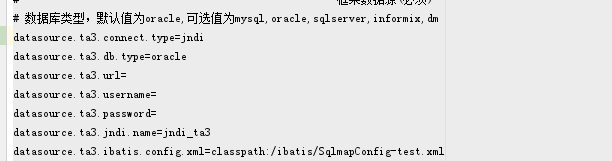 # 框架数据源(必须)
# 数据库类型，默认值为oracle,可选值为mysql,oracle,sqlserver,informix,dm
datasource.ta3.connect.type=jndi
datasource.ta3.db.type=oracle
datasource.ta3.url=
datasource.ta3.username=
datasource.ta3.password=
datasource.ta3.jndi.name=jndi_ta3
datasource.ta3.ibatis.config.xml=classpath:/ibatis/SqlmapConfig-test.xml